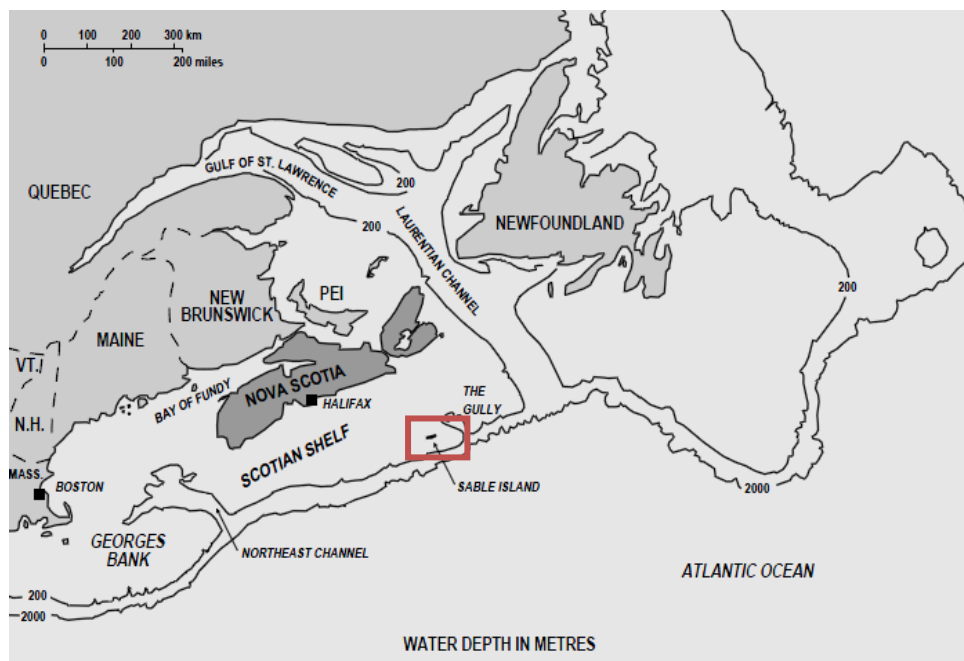 0 100 200 300 km
0 100 200 miles
GULF OF ST. LAWRENCE
200
QUEBEC
LAURENTIAN CHANNEL
NEWFOUNDLAND
200
200
PEI
NEW
BRUNSWICK
MAINE
VT.
NOVA SCOTIA
BAY OF FUNDY
HALIFAX
THE
GULLY
N.H.
SCOTIAN SHELF
MASS.
BOSTON
SABLE ISLAND
2000
GEORGES
BANK
NORTHEAST CHANNEL
ATLANTIC OCEAN
200
2000
WATER DEPTH IN METRES